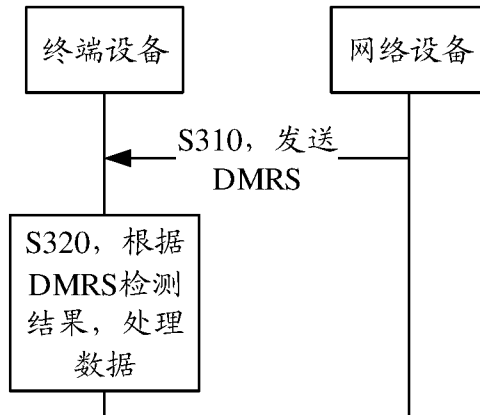 终端设备
网络设备
S310，发送
DMRS
S320，根据
DMRS检测
结果，处理
数据